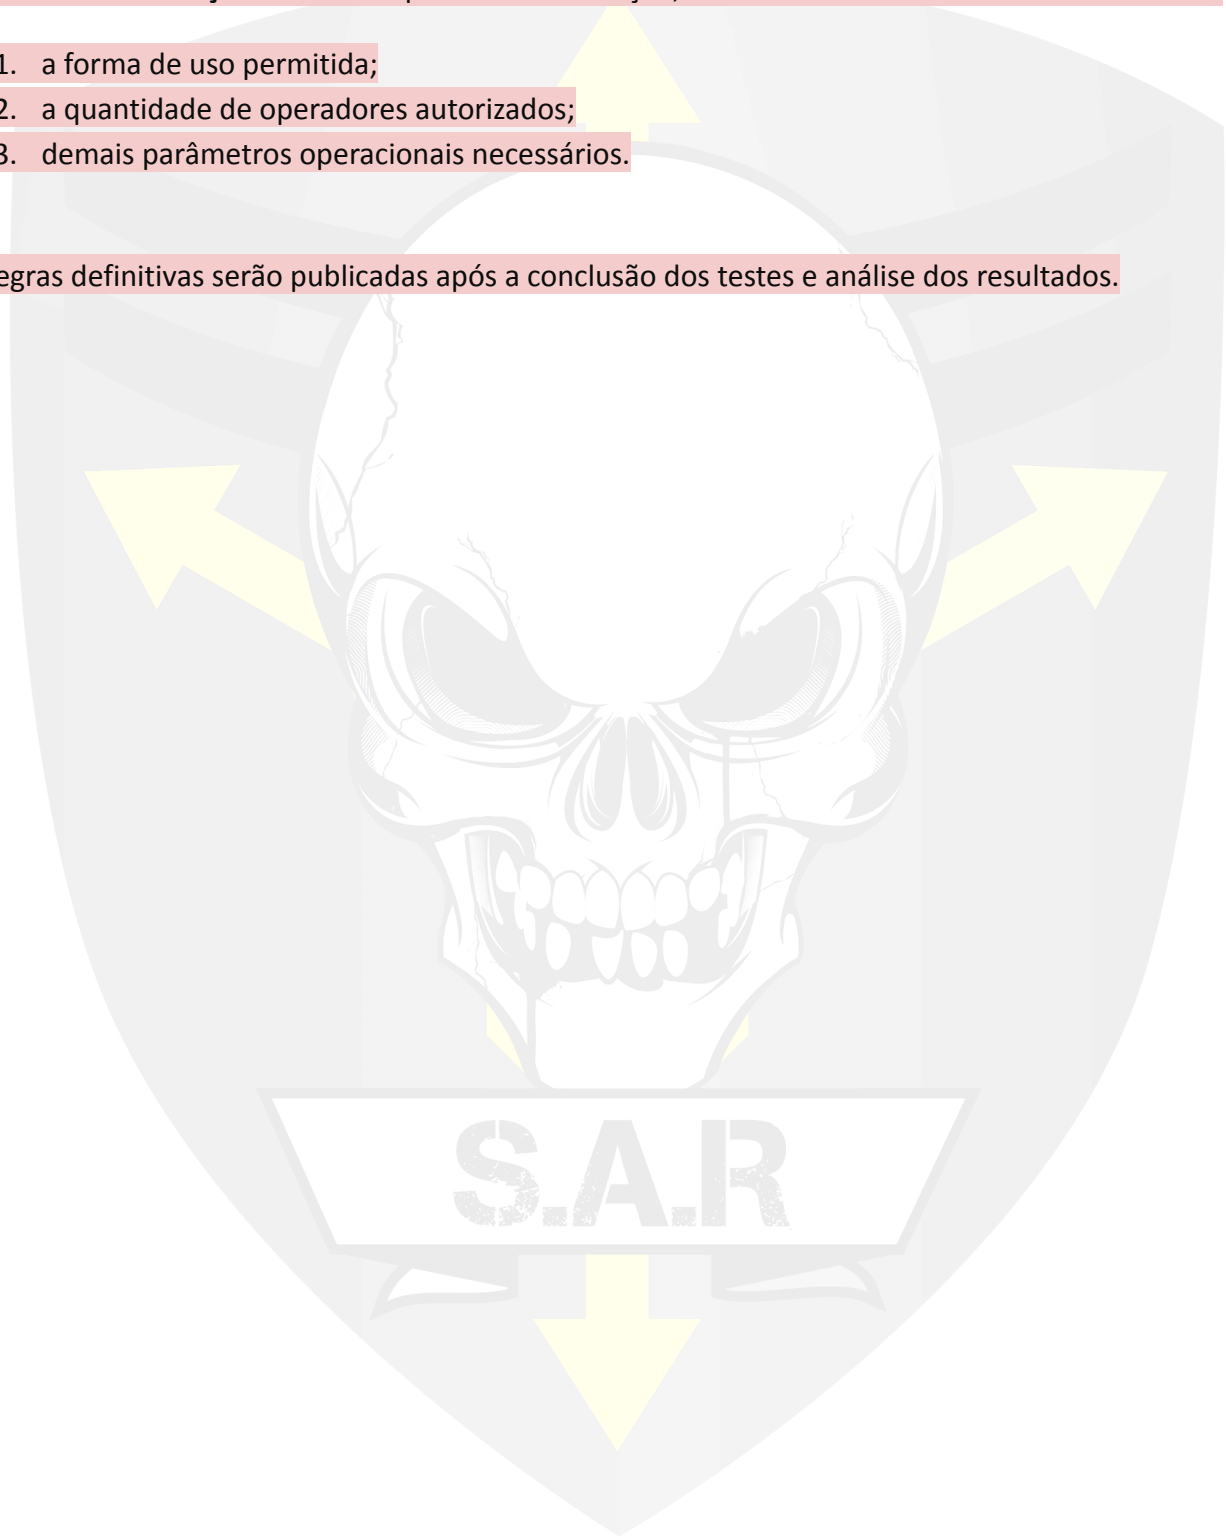 1. a forma de uso permitida;
2. a quantidade de operadores autorizados;
3. demais parâmetros operacionais necessários.
egras definitivas serão publicadas após a conclusão dos testes e análise dos resultados.
S.A.R